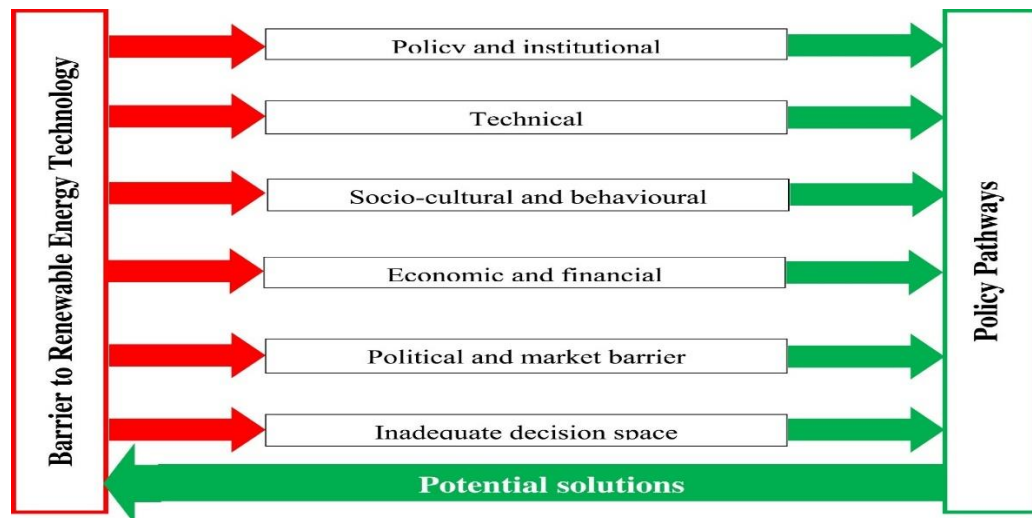 Barrier to Renewable Energy Technology
Policy and institutional
Technical
Socio-cultural and behavioural
Economic and financial
Political and market barrier
Inadequate decision space
Potential solutions
Policy Pathways